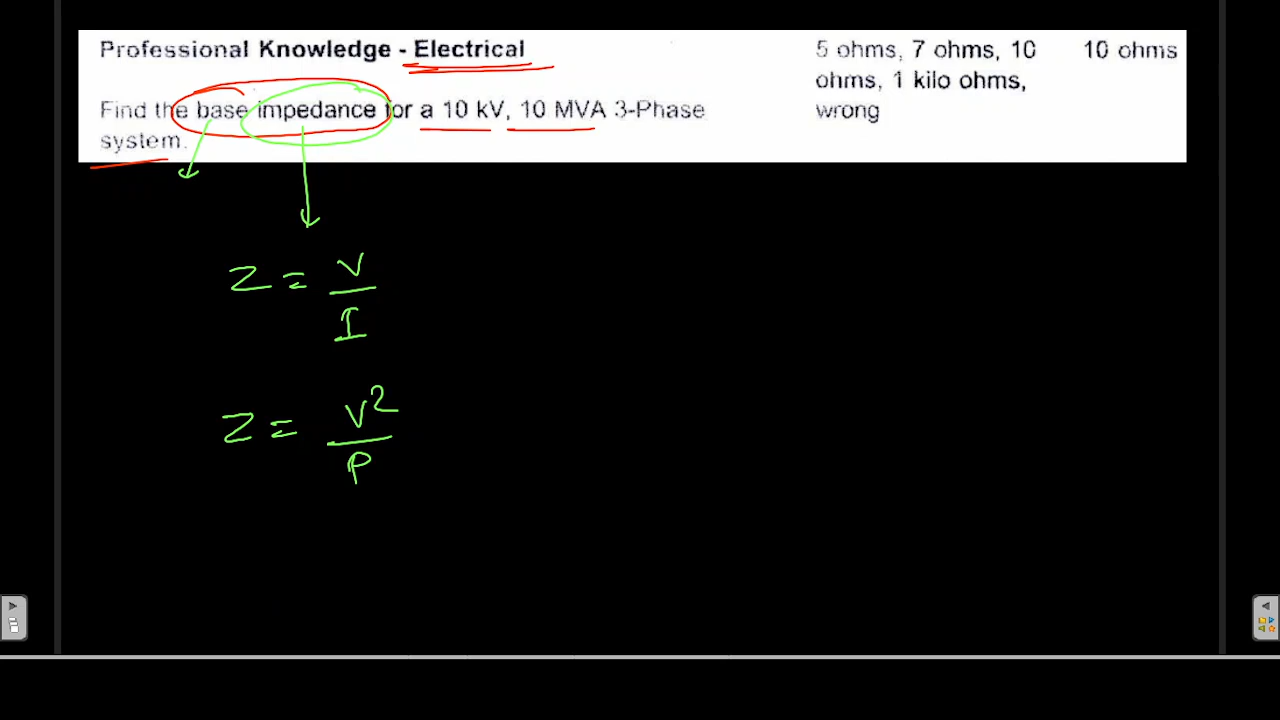 Professional Knowledge - Electrical
Find the base impedance for a 10 kV, 10 MVA 3-Phase
system.
5 ohms, 7 ohms, 10
ohms, 1 kilo ohms,
wrong
10 ohms
Z = V
I
Z = V²
P